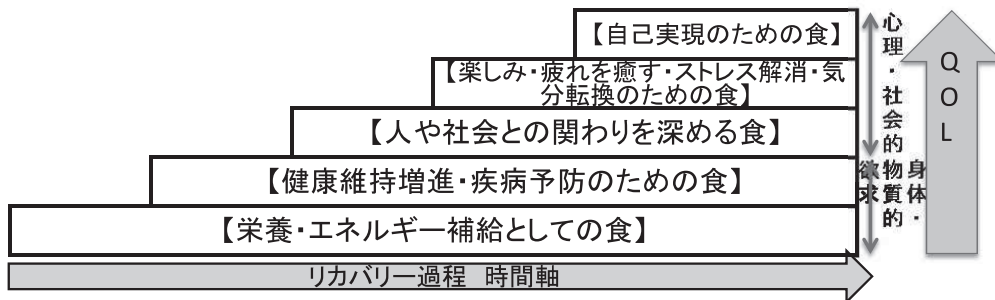 【自己実現のための食】
【楽しみ・疲れを癒す・ストレス解消・気
分転換のための食】
【人や社会との関わりを深める食】
【健康維持増進・疾病予防のための食】
【栄養・エネルギー補給としての食】
リカバリー過程 時間軸
心理・社会的
欲求
身体・
物質的
QOL